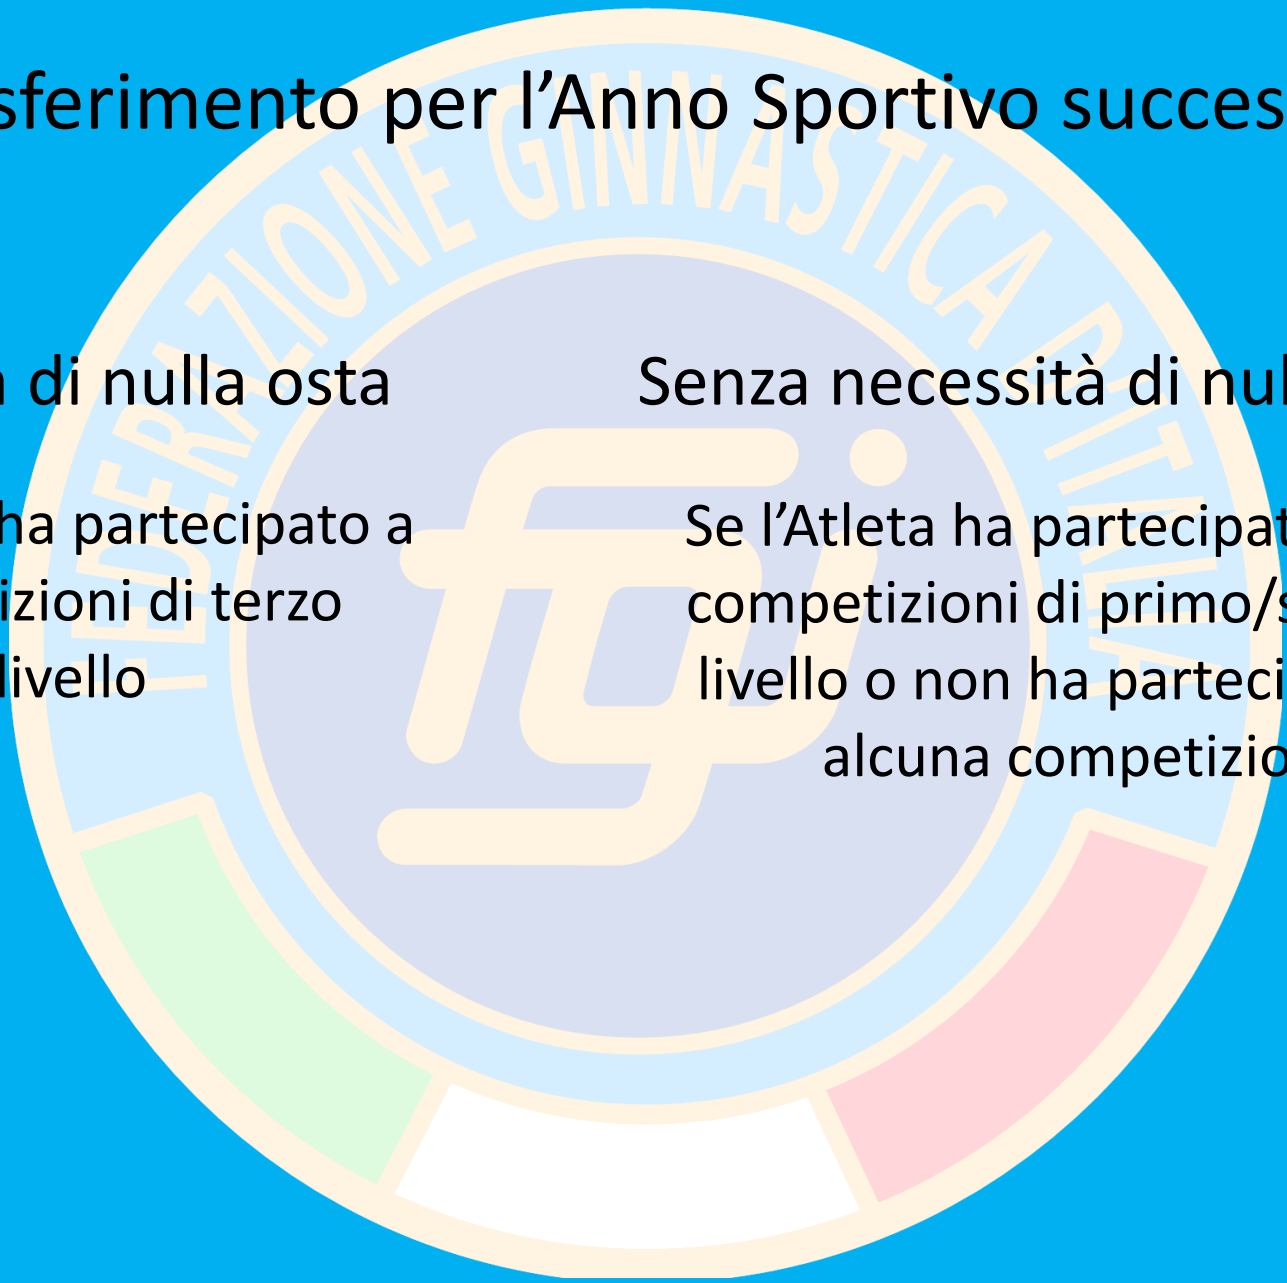 sferimento per l’Anno Sportivo succes
di nulla osta
Senza necessità di nul
ha partecipato a
izioni di terzo
livello
Se l’Atleta ha partecipat
competizioni di primo/s
livello o non ha parteci
alcuna competizio
FEDERAZIONE GINNASTICA D'ITALIA
fgi